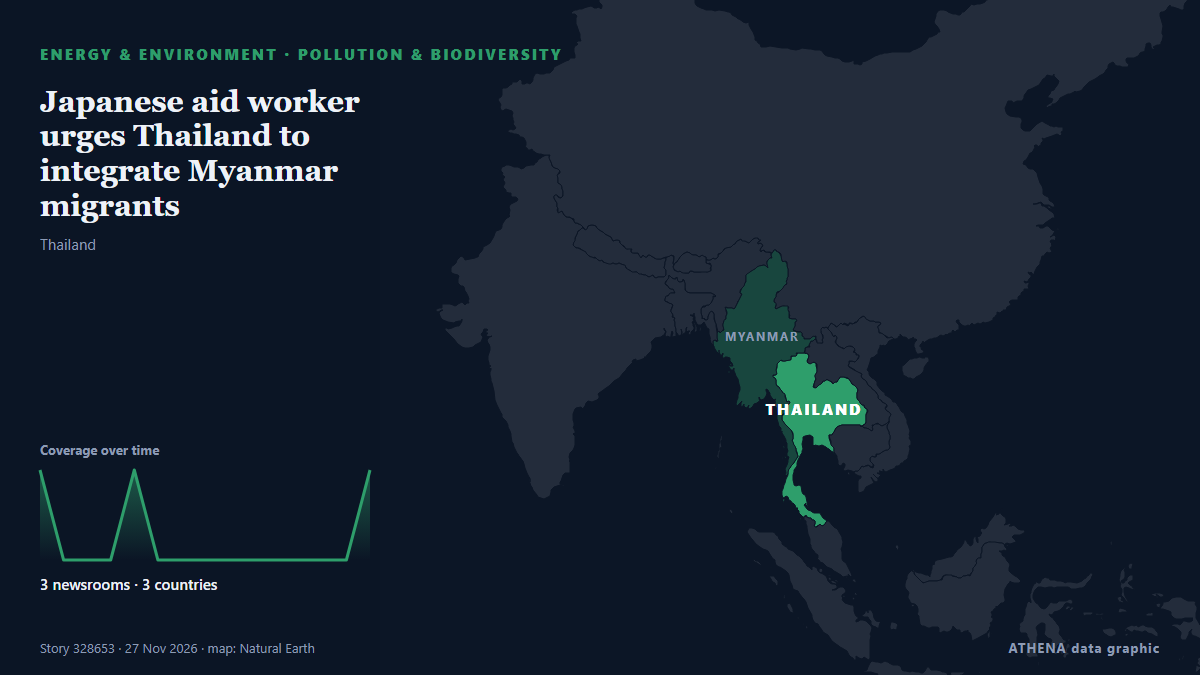 ENERGY & ENVIRONMENT · POLLUTION & BIODIVERSITY
Japanese aid worker
urges Thailand to
integrate Myanmar
migrants
Thailand
MYANMAR
THAILAND
Coverage over time
3 newsrooms · 3 countries
Story 328653 · 27 Nov 2026 · map: Natural Earth
ATHENA data graphic